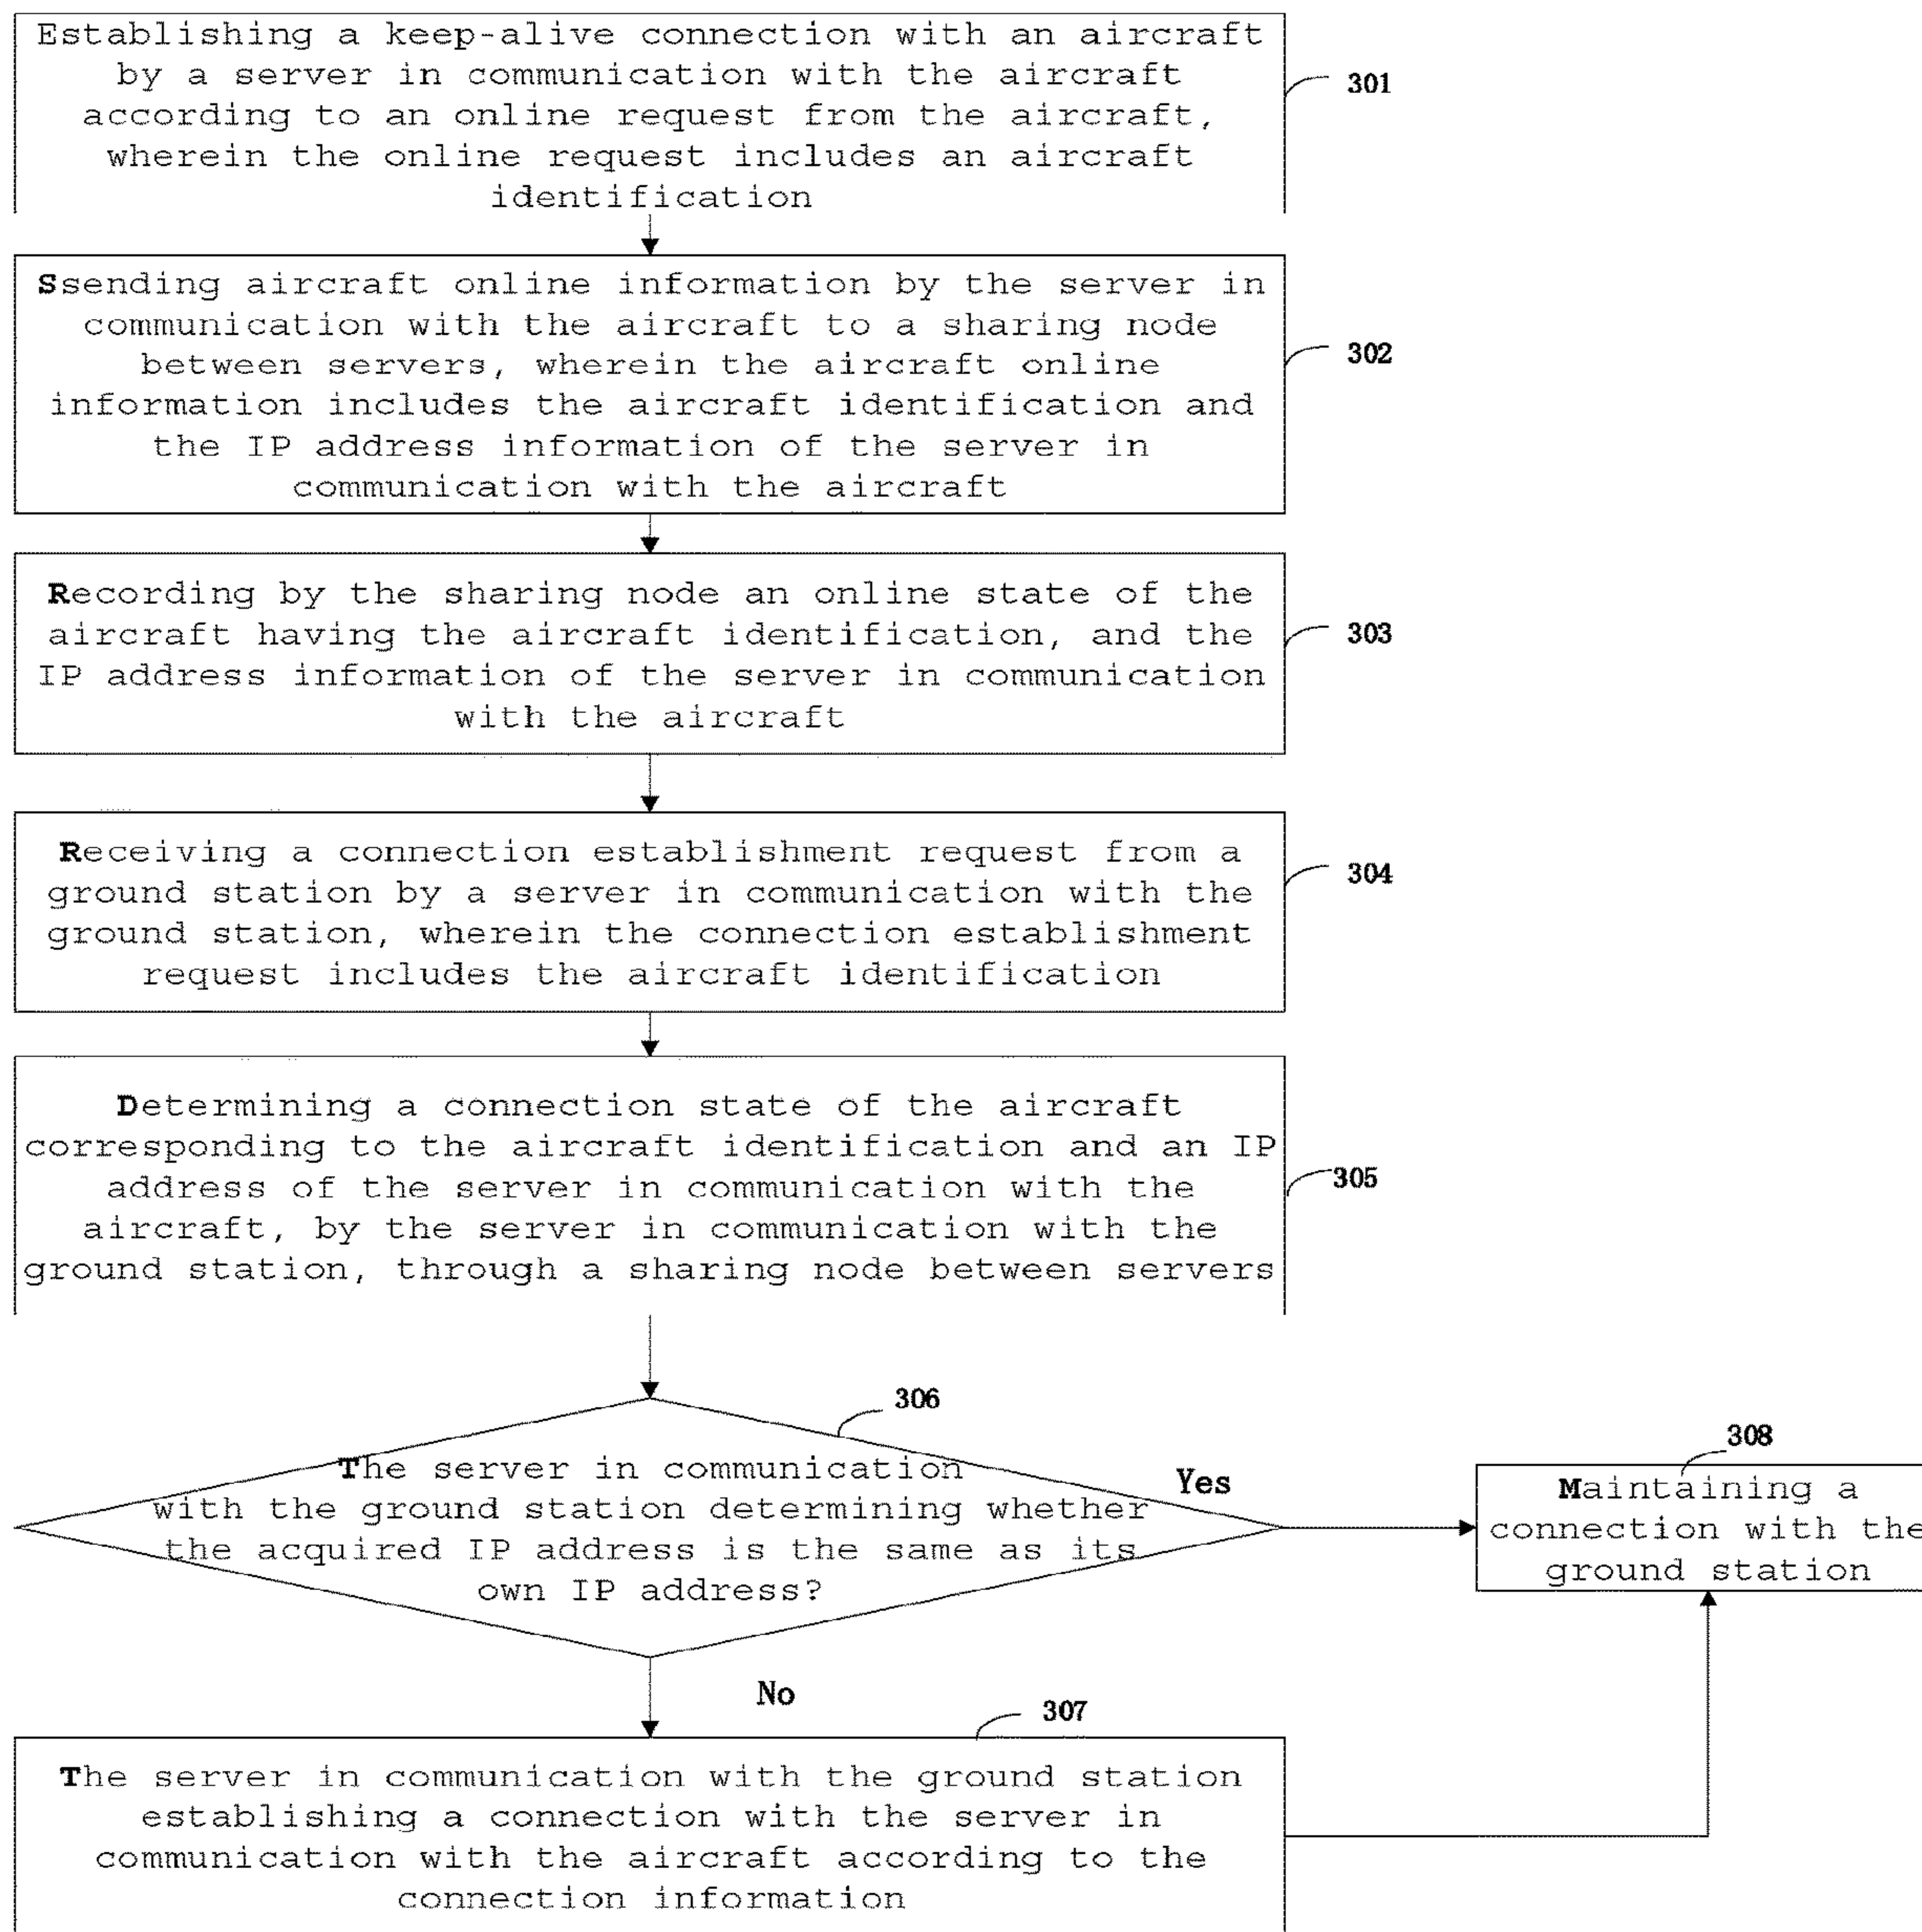 Establishing a keep-alive connection with an aircraft
by a server in communication with the aircraft
according to an online request from the aircraft,
wherein the online request includes an aircraft
identification
301
Ssending aircraft online information by the server in
communication with the aircraft to a sharing node
between servers, wherein the aircraft online
information includes the aircraft identification and
the IP address information of the server in
communication with the aircraft
302
Recording by the sharing node an online state of the
aircraft having the aircraft identification, and the
IP address information of the server in communication
with the aircraft
303
Receiving a connection establishment request from a
ground station by a server in communication with the
ground station, wherein the connection establishment
request includes the aircraft identification
304
Determining a connection state of the aircraft
corresponding to the aircraft identification and an IP
address of the server in communication with the
aircraft, by the server in communication with the
ground station, through a sharing node between servers
305
306
The server in communication
with the ground station determining whether
the acquired IP address is the same as its
own IP address?
Yes
308
Maintaining a
connection with the
ground station
No
307
The server in communication with the ground station
establishing a connection with the server in
communication with the aircraft according to the
connection information